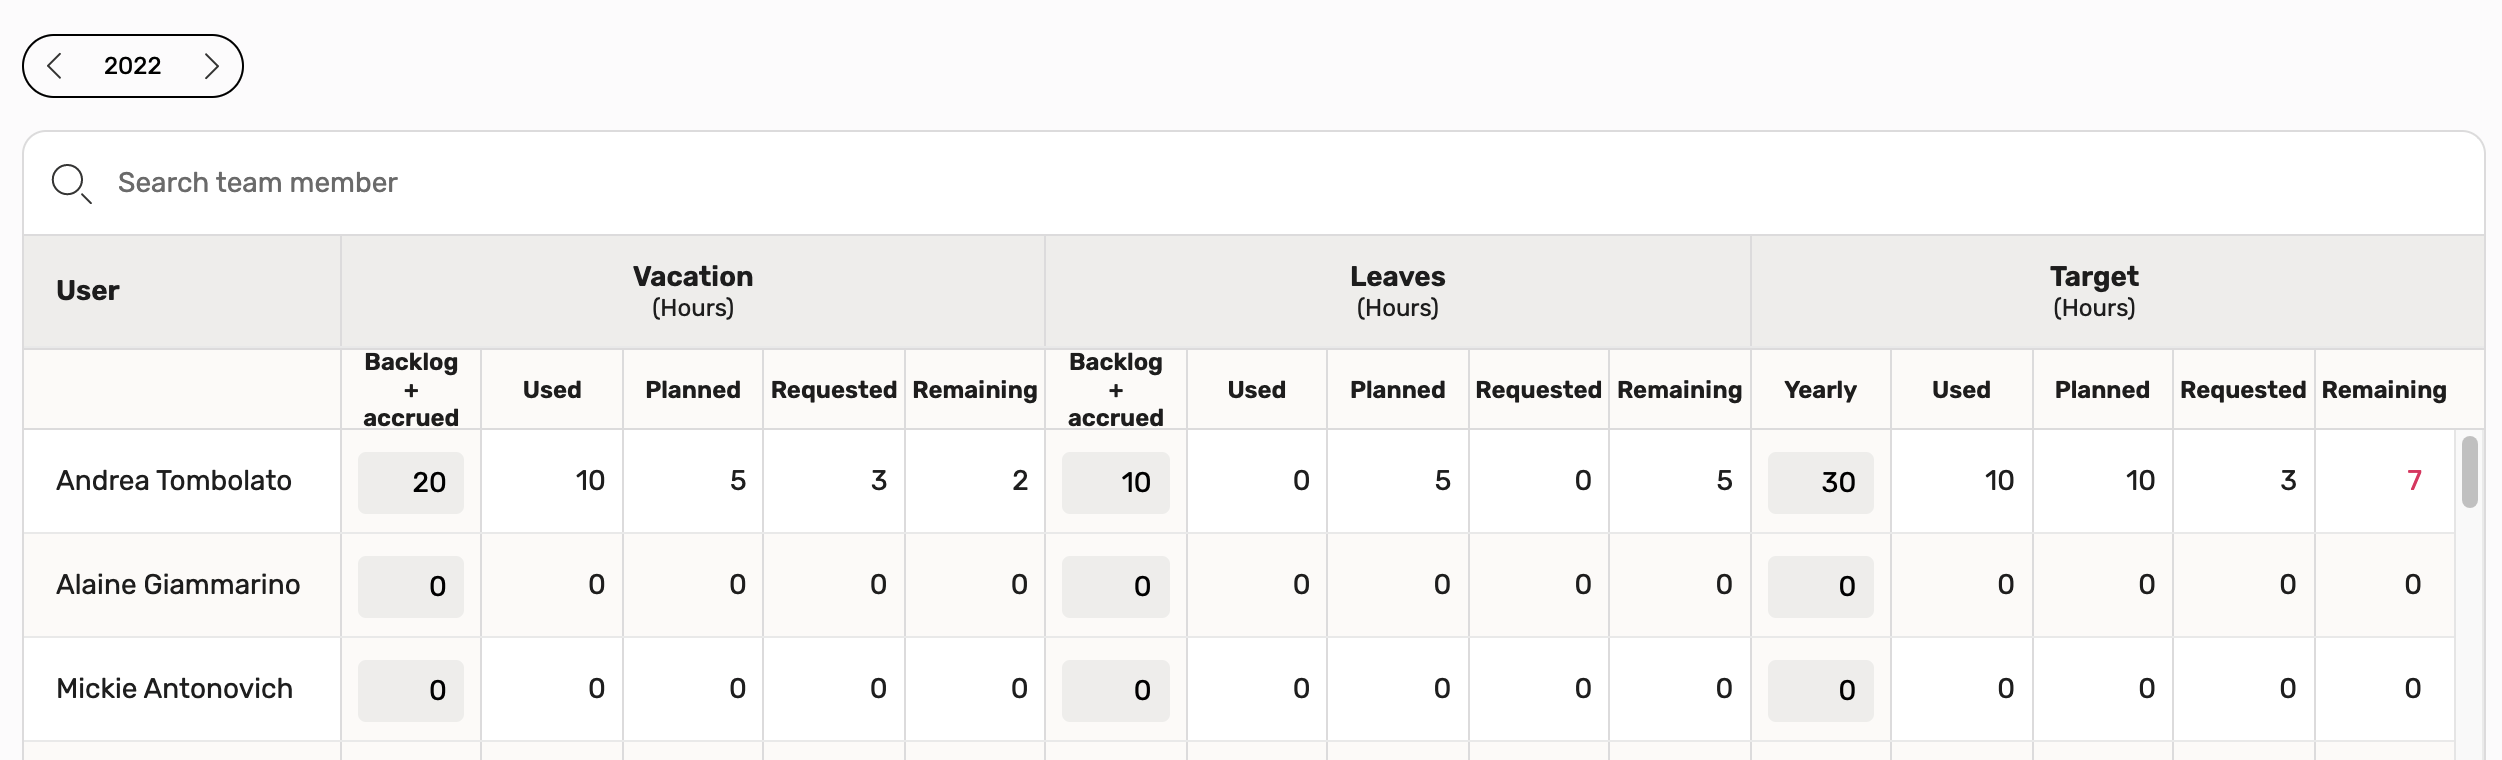 2022
Search team member
User Vacation Leaves Target
(Hours) (Hours) (Hours)
Backlog + accrued Used Planned Requested Remaining Backlog + accrued Used Planned Requested Remaining Yearly Used Planned Requested Remaining
Andrea Tombolato 20 10 5 3 2 10 0 5 0 5 30 10 10 3 7
Alaine Giammarino 0 0 0 0 0 0 0 0 0 0 0 0 0 0 0
Mickie Antonovich 0 0 0 0 0 0 0 0 0 0 0 0 0 0 0